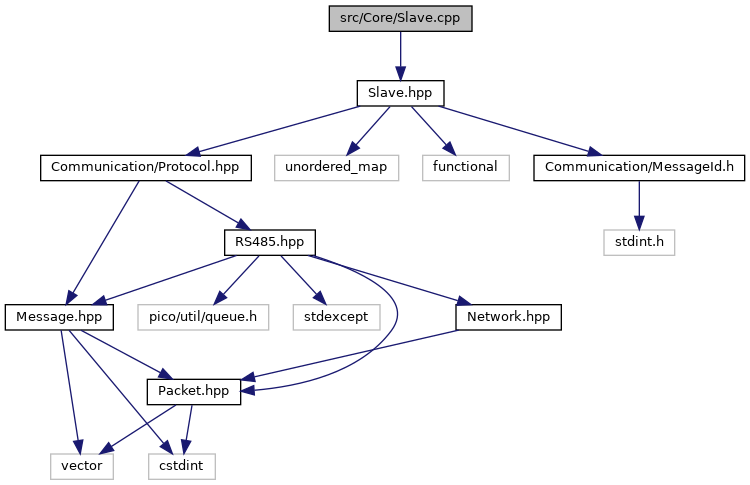 src/Core/Slave.cpp
Slave.hpp
Communication/Protocol.hpp
unordered_map
functional
Communication/MessageId.h
RS485.hpp
stdint.h
Message.hpp
pico/util/queue.h
stdexcept
Network.hpp
Packet.hpp
vector
cstdint